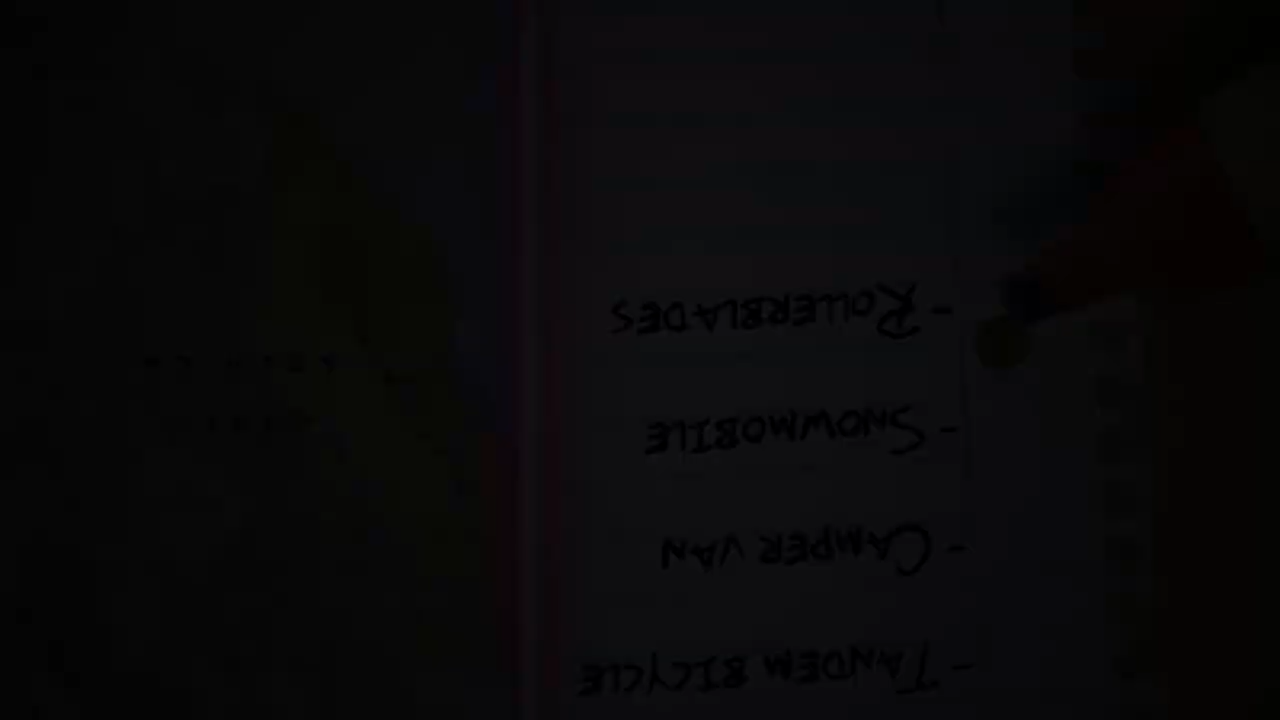 - TANDEM BICYCLE
- CAMPER VAN
- SNOWMOBILE
- ROLLERBLADES